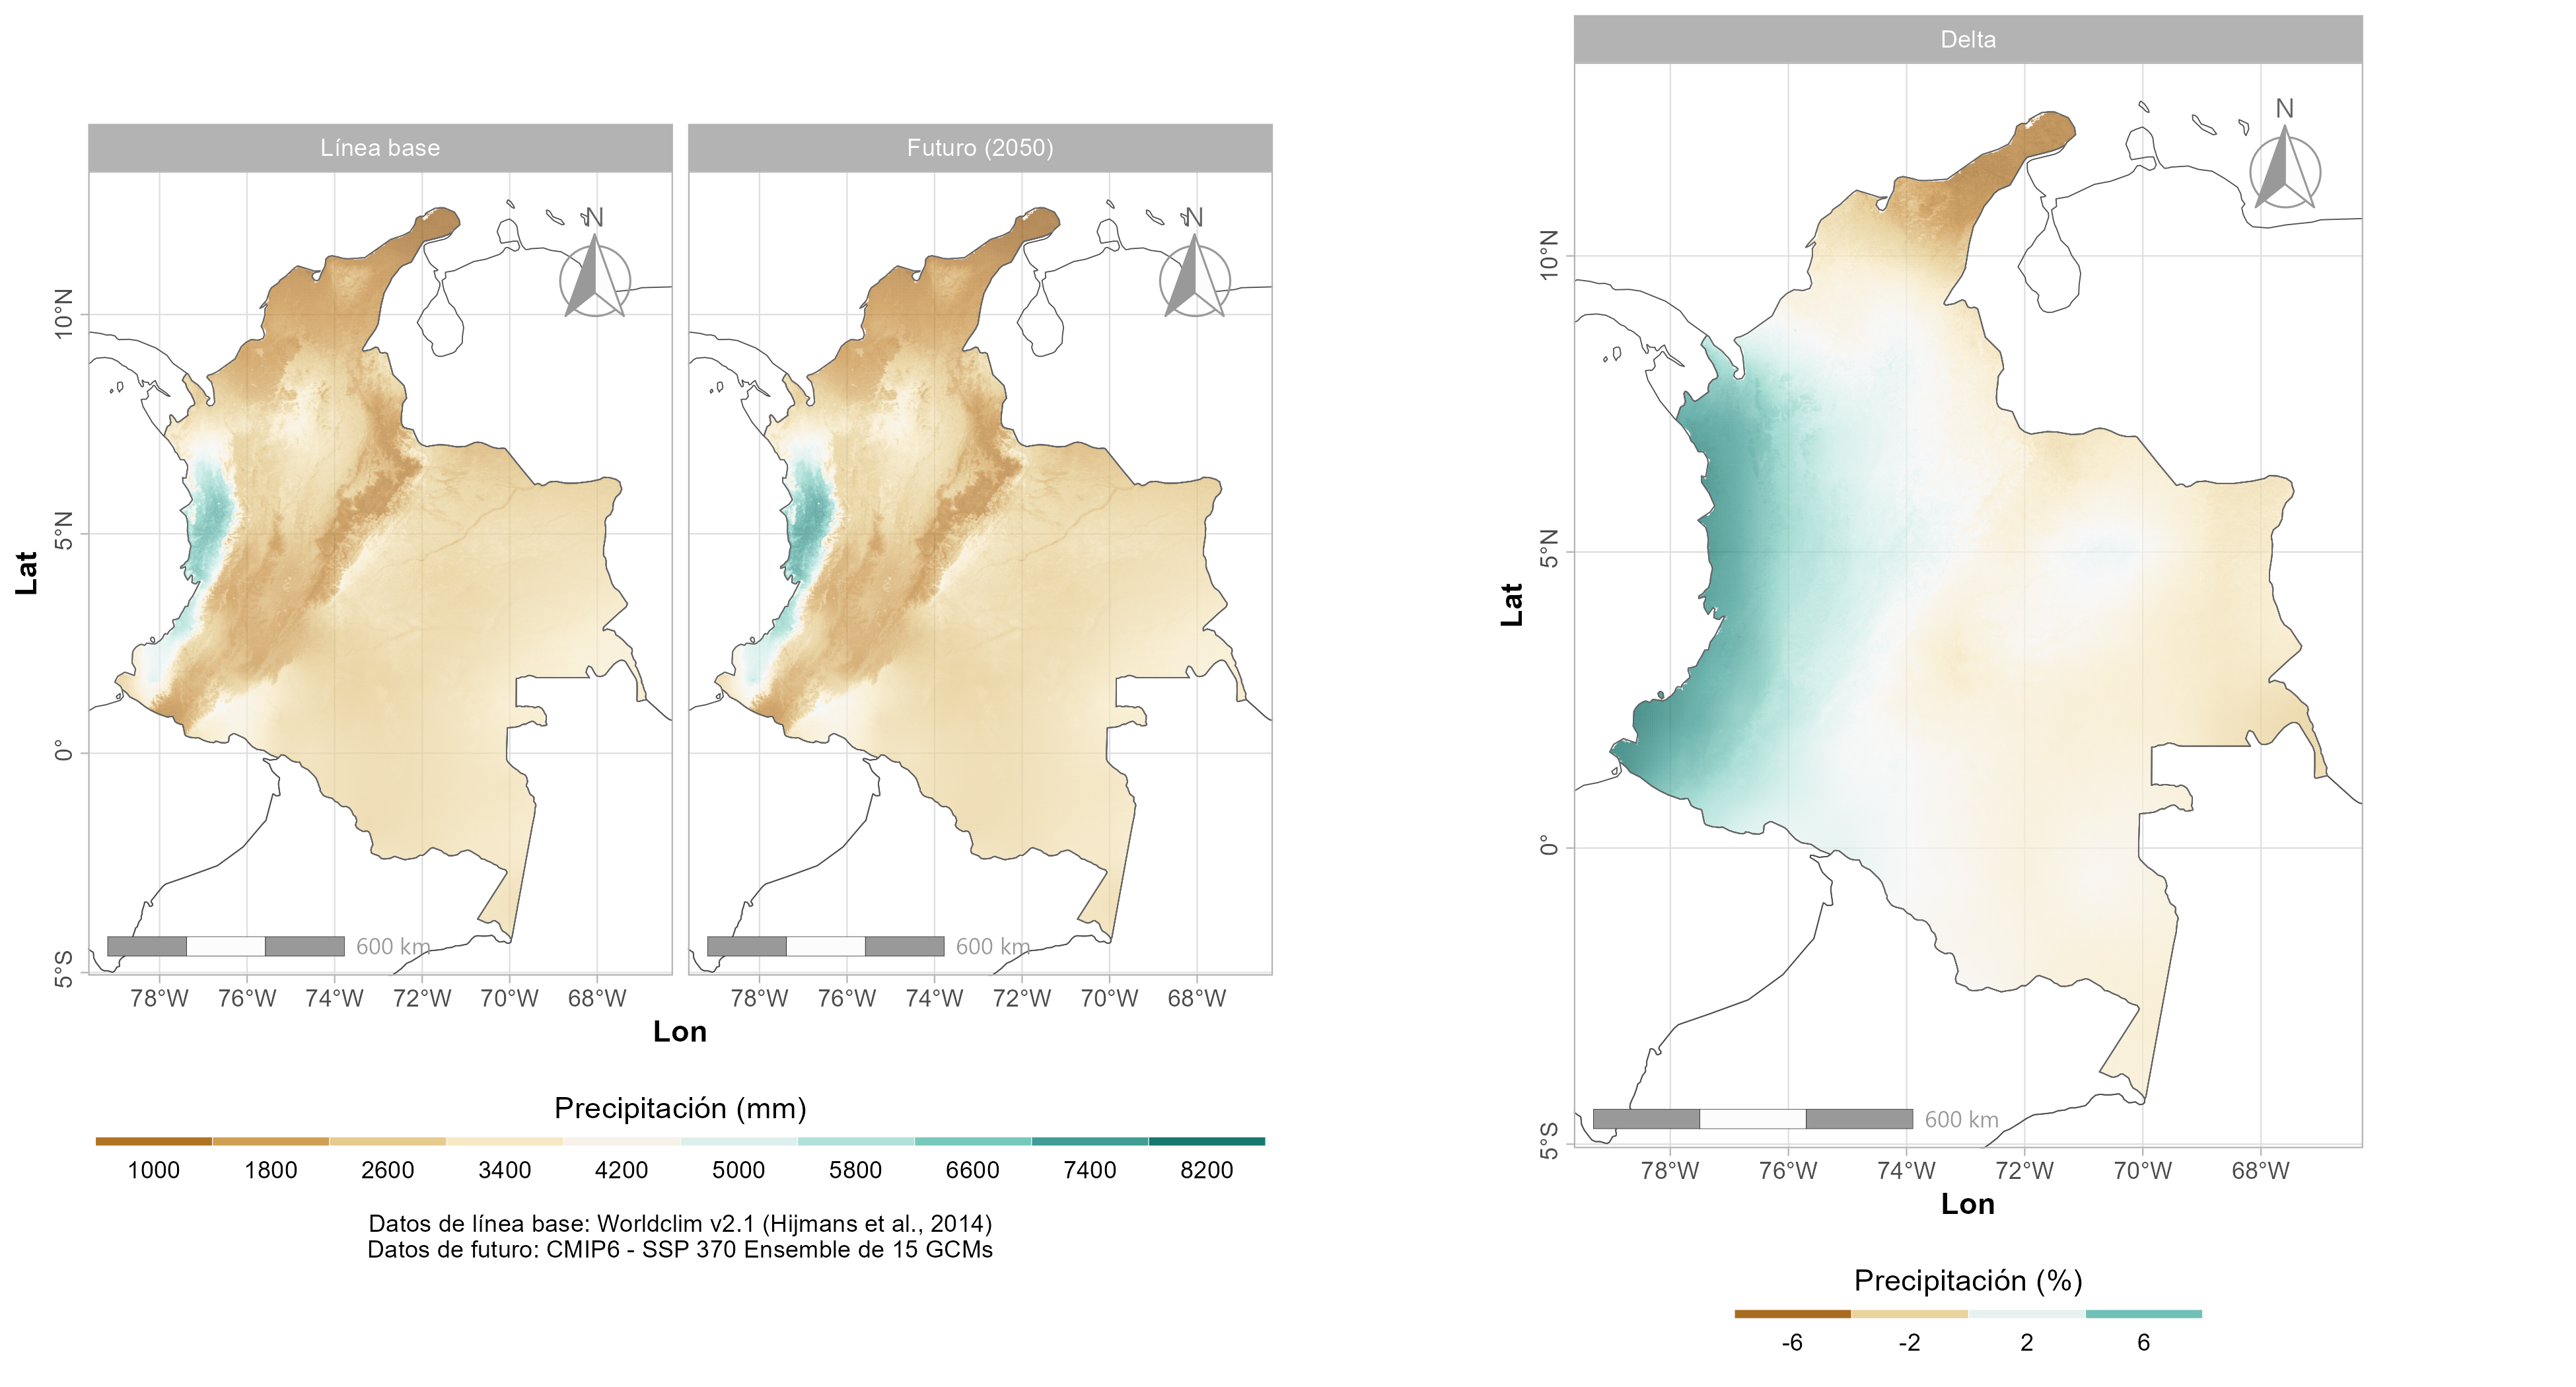 Línea base
Futuro (2050)
N
N
10°N
5°N
0°
5°S
Lat
600 km
600 km
78°W 76°W 74°W 72°W 70°W 68°W
78°W 76°W 74°W 72°W 70°W 68°W
Lon
Precipitación (mm)
1000 1800 2600 3400 4200 5000 5800 6600 7400 8200
Datos de línea base: Worldclim v2.1 (Hijmans et al., 2014)
Datos de futuro: CMIP6 - SSP 370 Ensemble de 15 GCMs
Delta
N
10°N
5°N
0°
5°S
Lat
600 km
78°W 76°W 74°W 72°W 70°W 68°W
Lon
Precipitación (%)
-6 -2 2 6